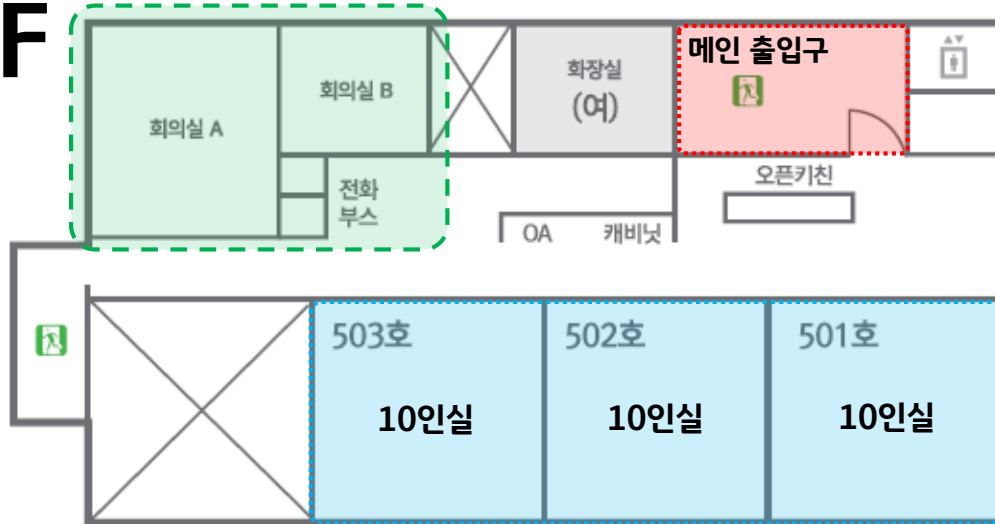 F
메인 출입구
회의실 A
회의실 B
화장실
(여)
전화
부스
오픈키친
OA 캐비닛
503호
502호
501호
10인실
10인실
10인실